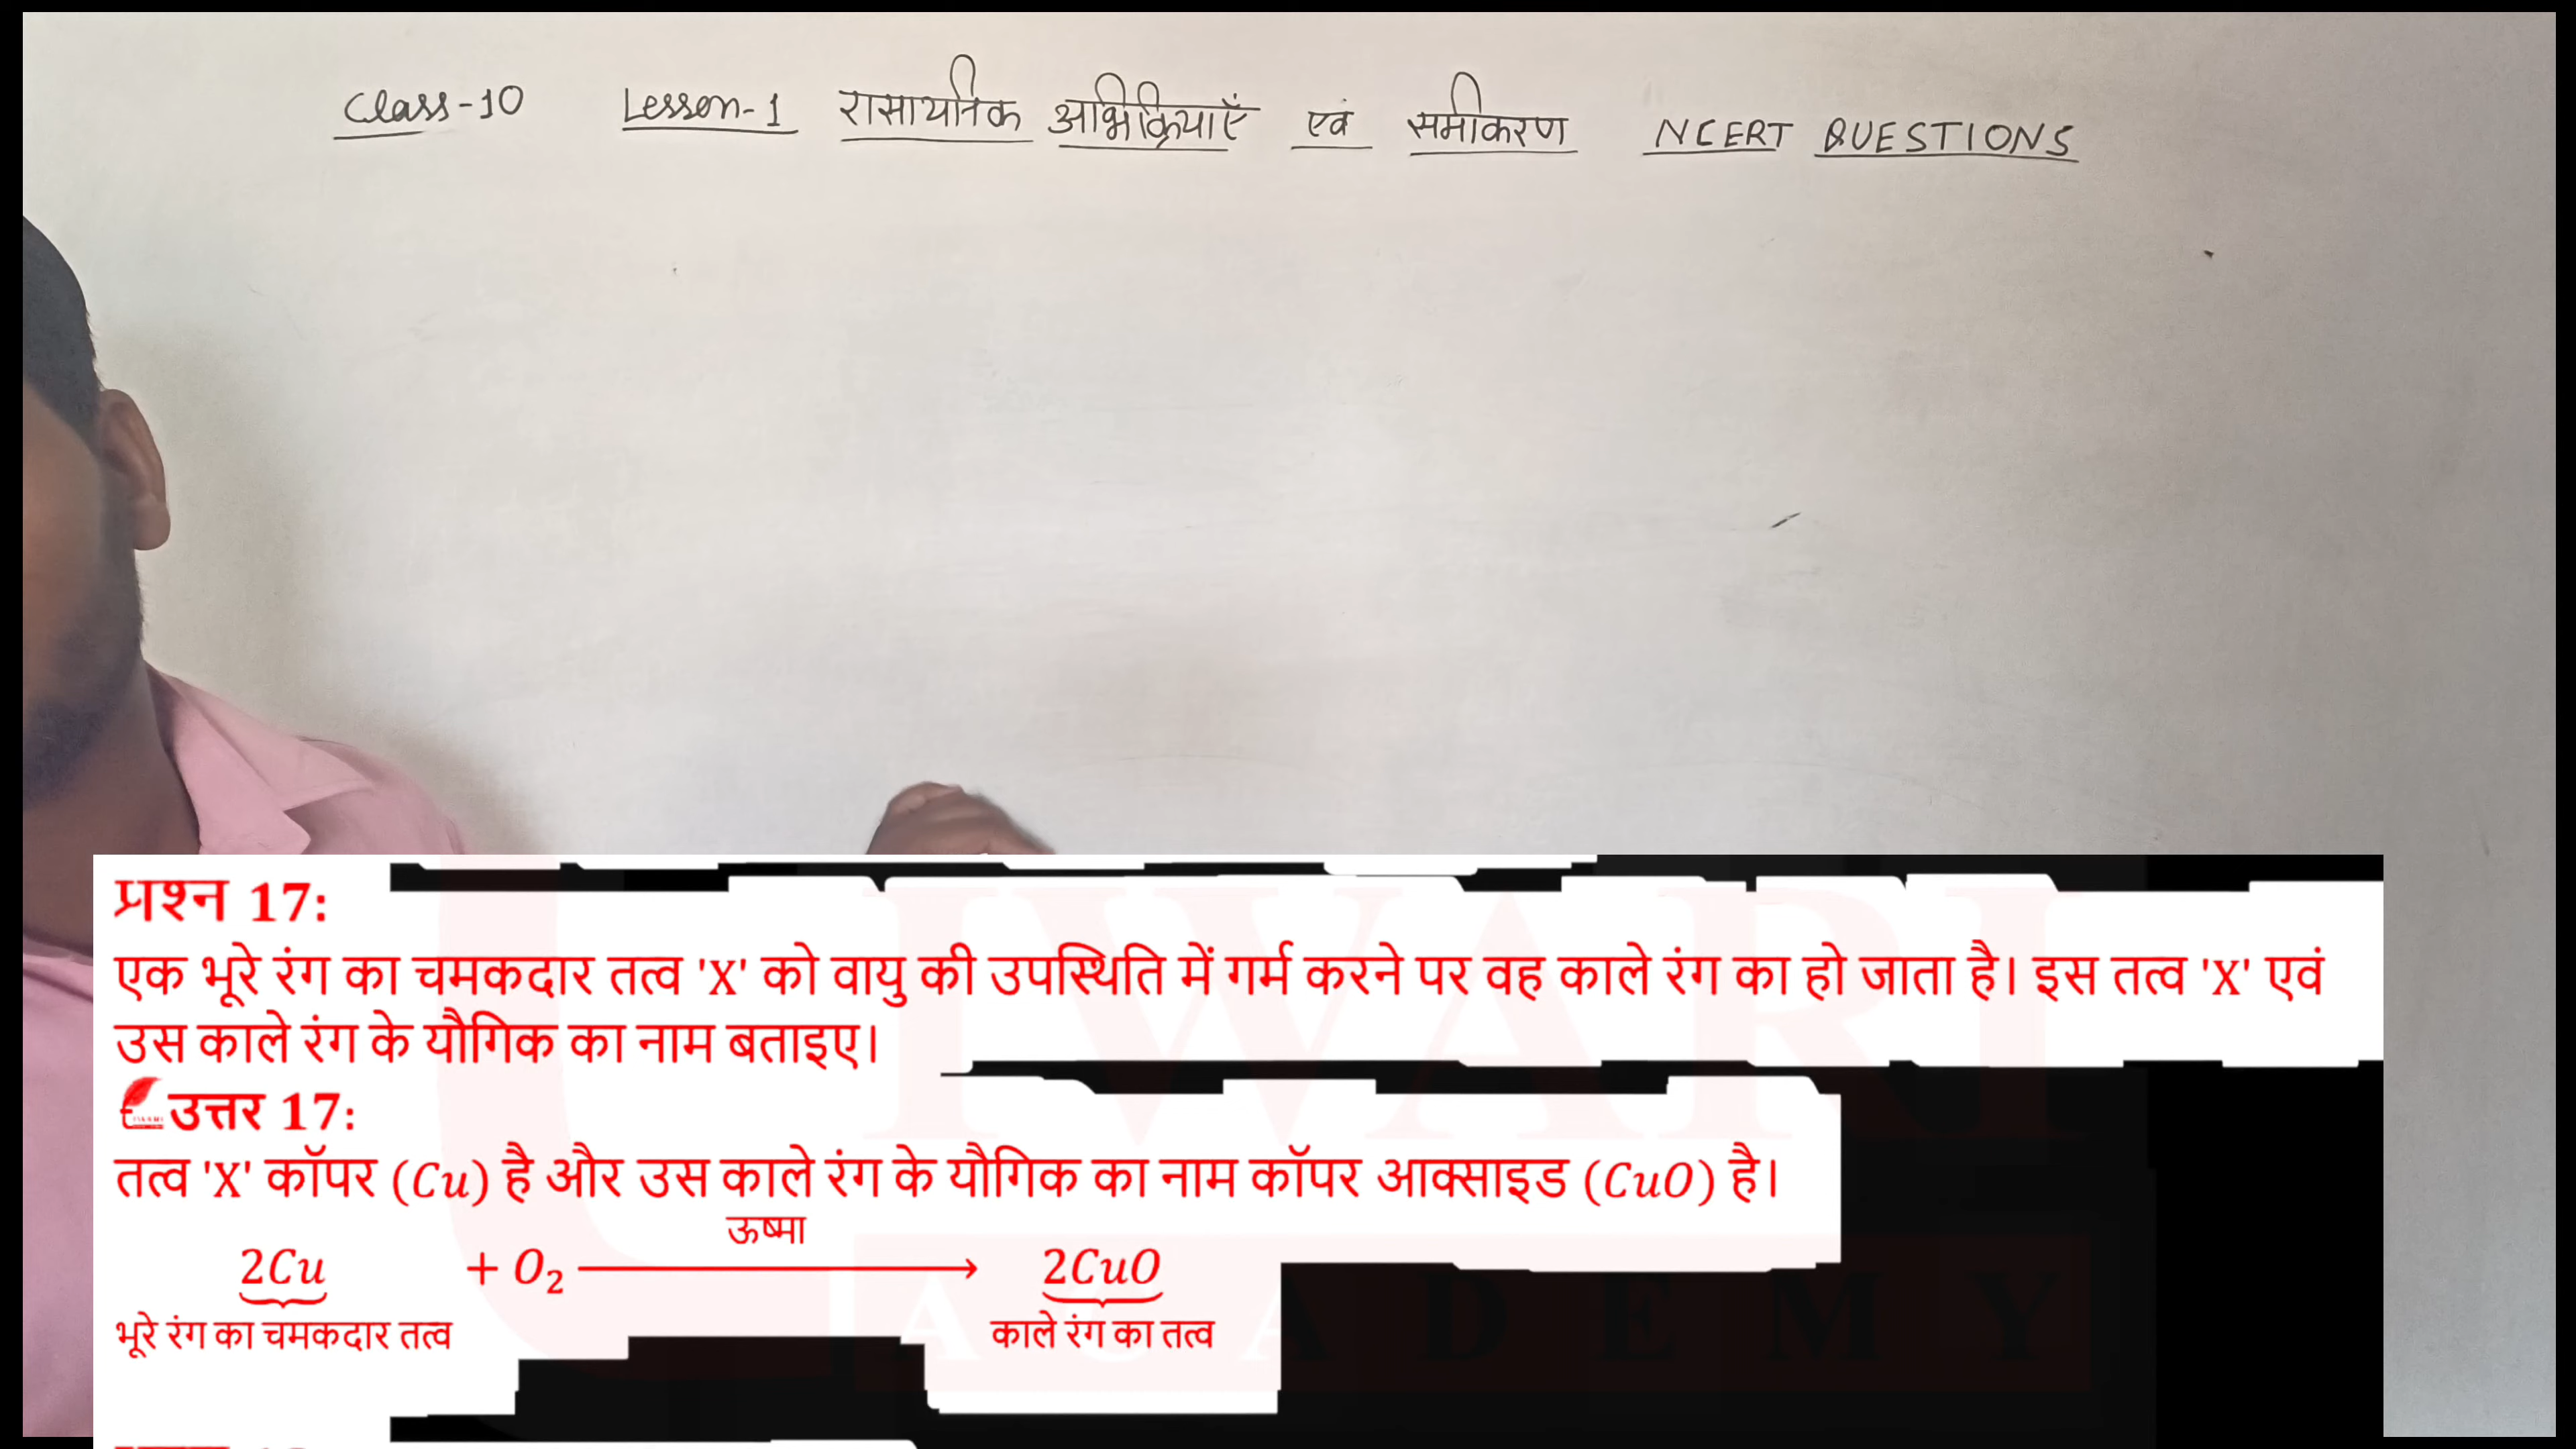 Class-10 Lesson-1 रासायनिक अभिक्रियाएँ एवं समीकरण NCERT QUESTIONS
प्रश्न 17:
एक भूरे रंग का चमकदार तत्व 'X' को वायु की उपस्थिति में गर्म करने पर वह काले रंग का हो जाता है। इस तत्व 'X' एवं
उस काले रंग के यौगिक का नाम बताइए।
उत्तर 17:
तत्व 'X' कॉपर (Cu) है और उस काले रंग के यौगिक का नाम कॉपर आक्साइड (CuO) है।
ऊष्मा
2Cu + O₂ ⟶ 2CuO
भूरे रंग का चमकदार तत्व काले रंग का तत्व
IWARI
ACADEMY